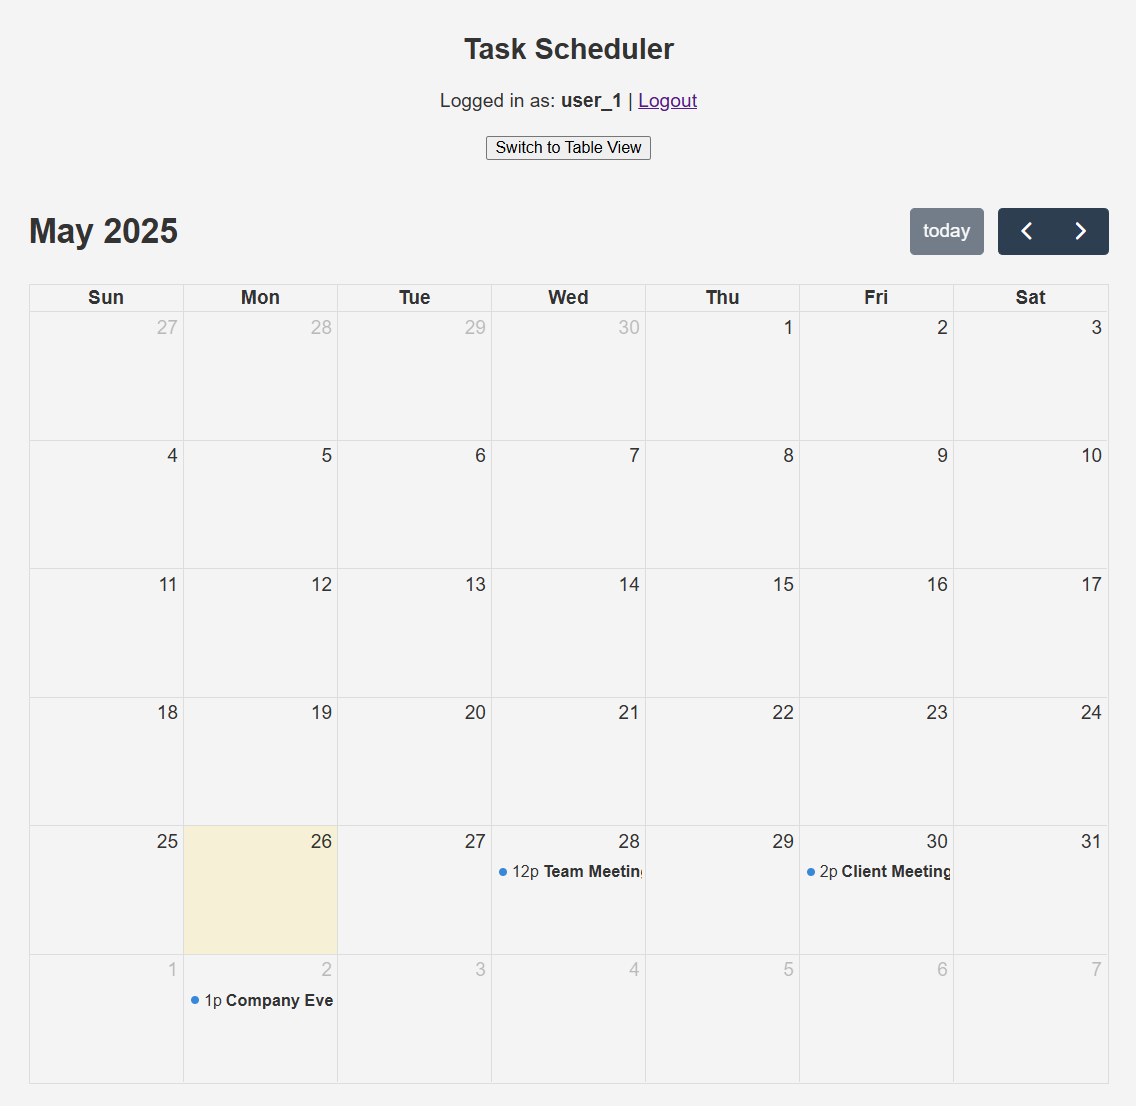 Task Scheduler
Logged in as: user_1 | Logout
Switch to Table View
May 2025
today
Sun Mon Tue Wed Thu Fri Sat
27 28 29 30 1 2 3
4 5 6 7 8 9 10
11 12 13 14 15 16 17
18 19 20 21 22 23 24
25 26 27 28 29 30 31
12p Team Meeting 2p Client Meeting
1 2 3 4 5 6 7
1p Company Eve